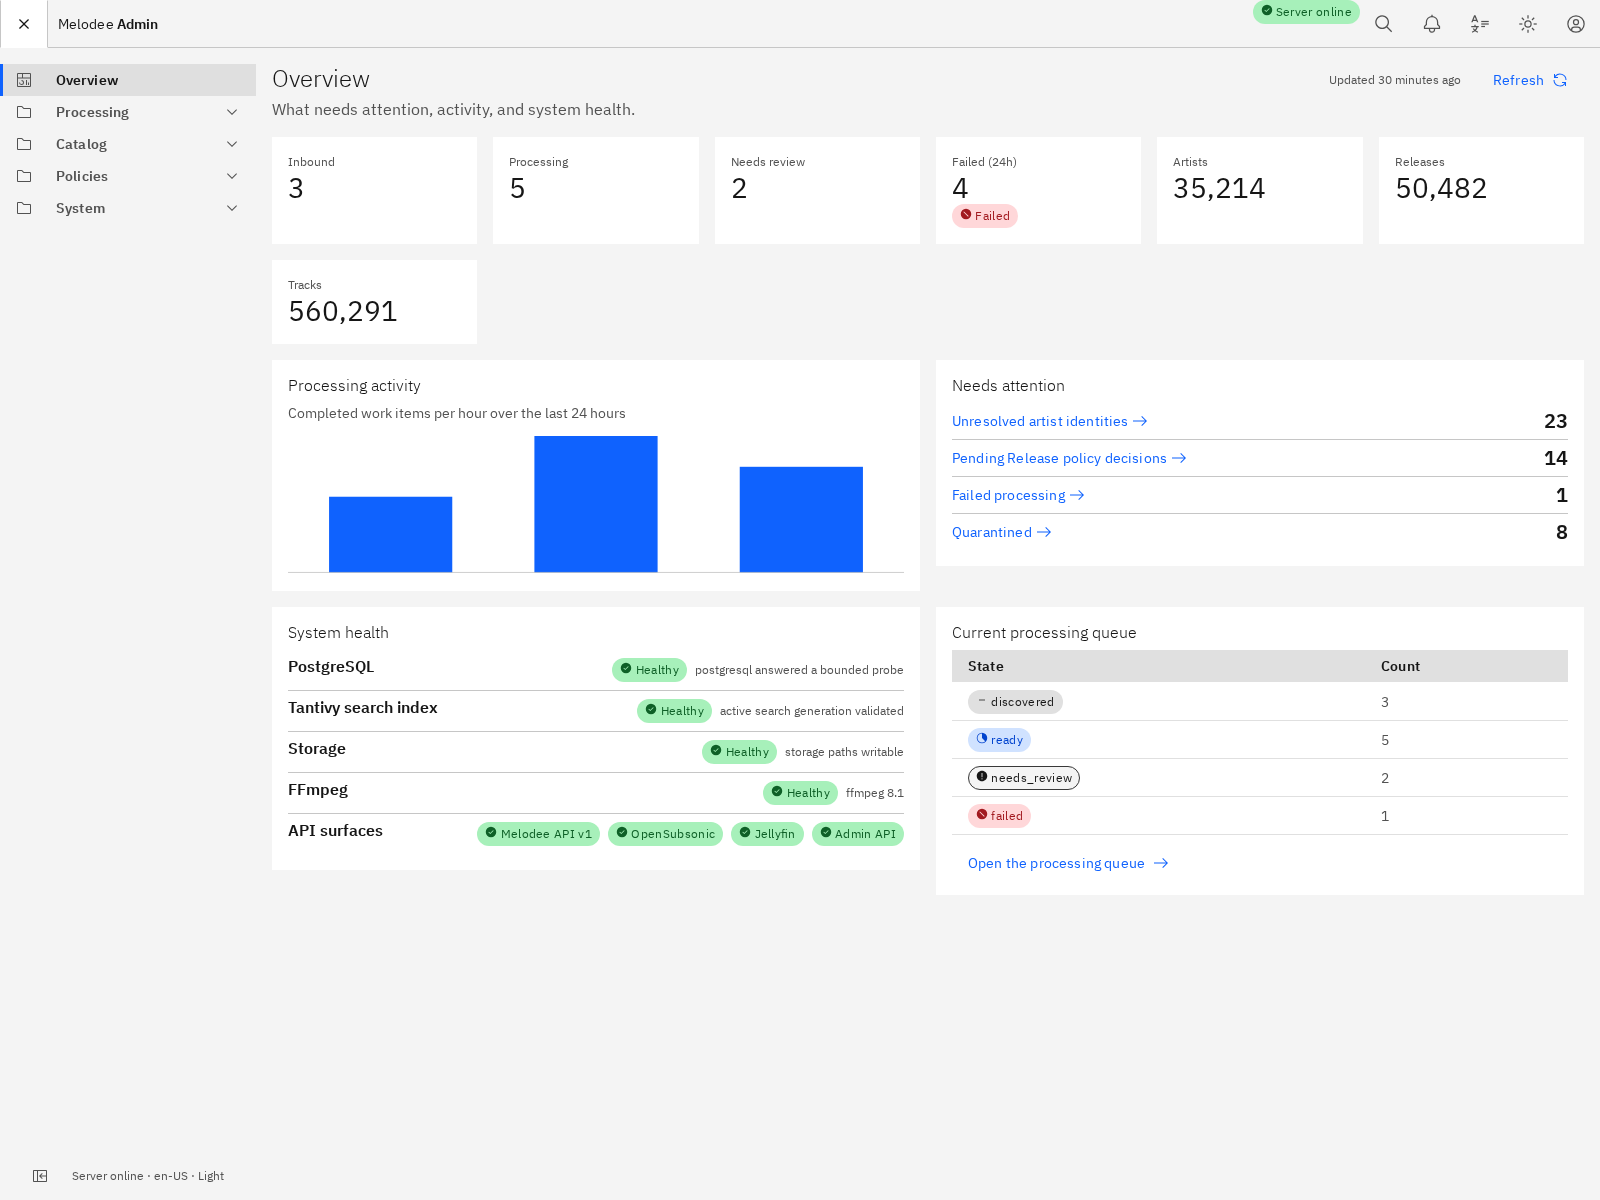 Melodee Admin
Server online
Overview
Processing
Catalog
Policies
System
Overview
Updated 30 minutes ago
Refresh
What needs attention, activity, and system health.
Inbound
3
Processing
5
Needs review
2
Failed (24h)
4
Failed
Artists
35,214
Releases
50,482
Tracks
560,291
Processing activity
Completed work items per hour over the last 24 hours
Needs attention
Unresolved artist identities 23
Pending Release policy decisions 14
Failed processing 1
Quarantined 8
System health
PostgreSQL Healthy postgresql answered a bounded probe
Tantivy search index Healthy active search generation validated
Storage Healthy storage paths writable
FFmpeg Healthy ffmpeg 8.1
API surfaces Melodee API v1 OpenSubsonic Jellyfin Admin API
Current processing queue
State Count
discovered 3
ready 5
needs_review 2
failed 1
Open the processing queue
Server online · en-US · Light